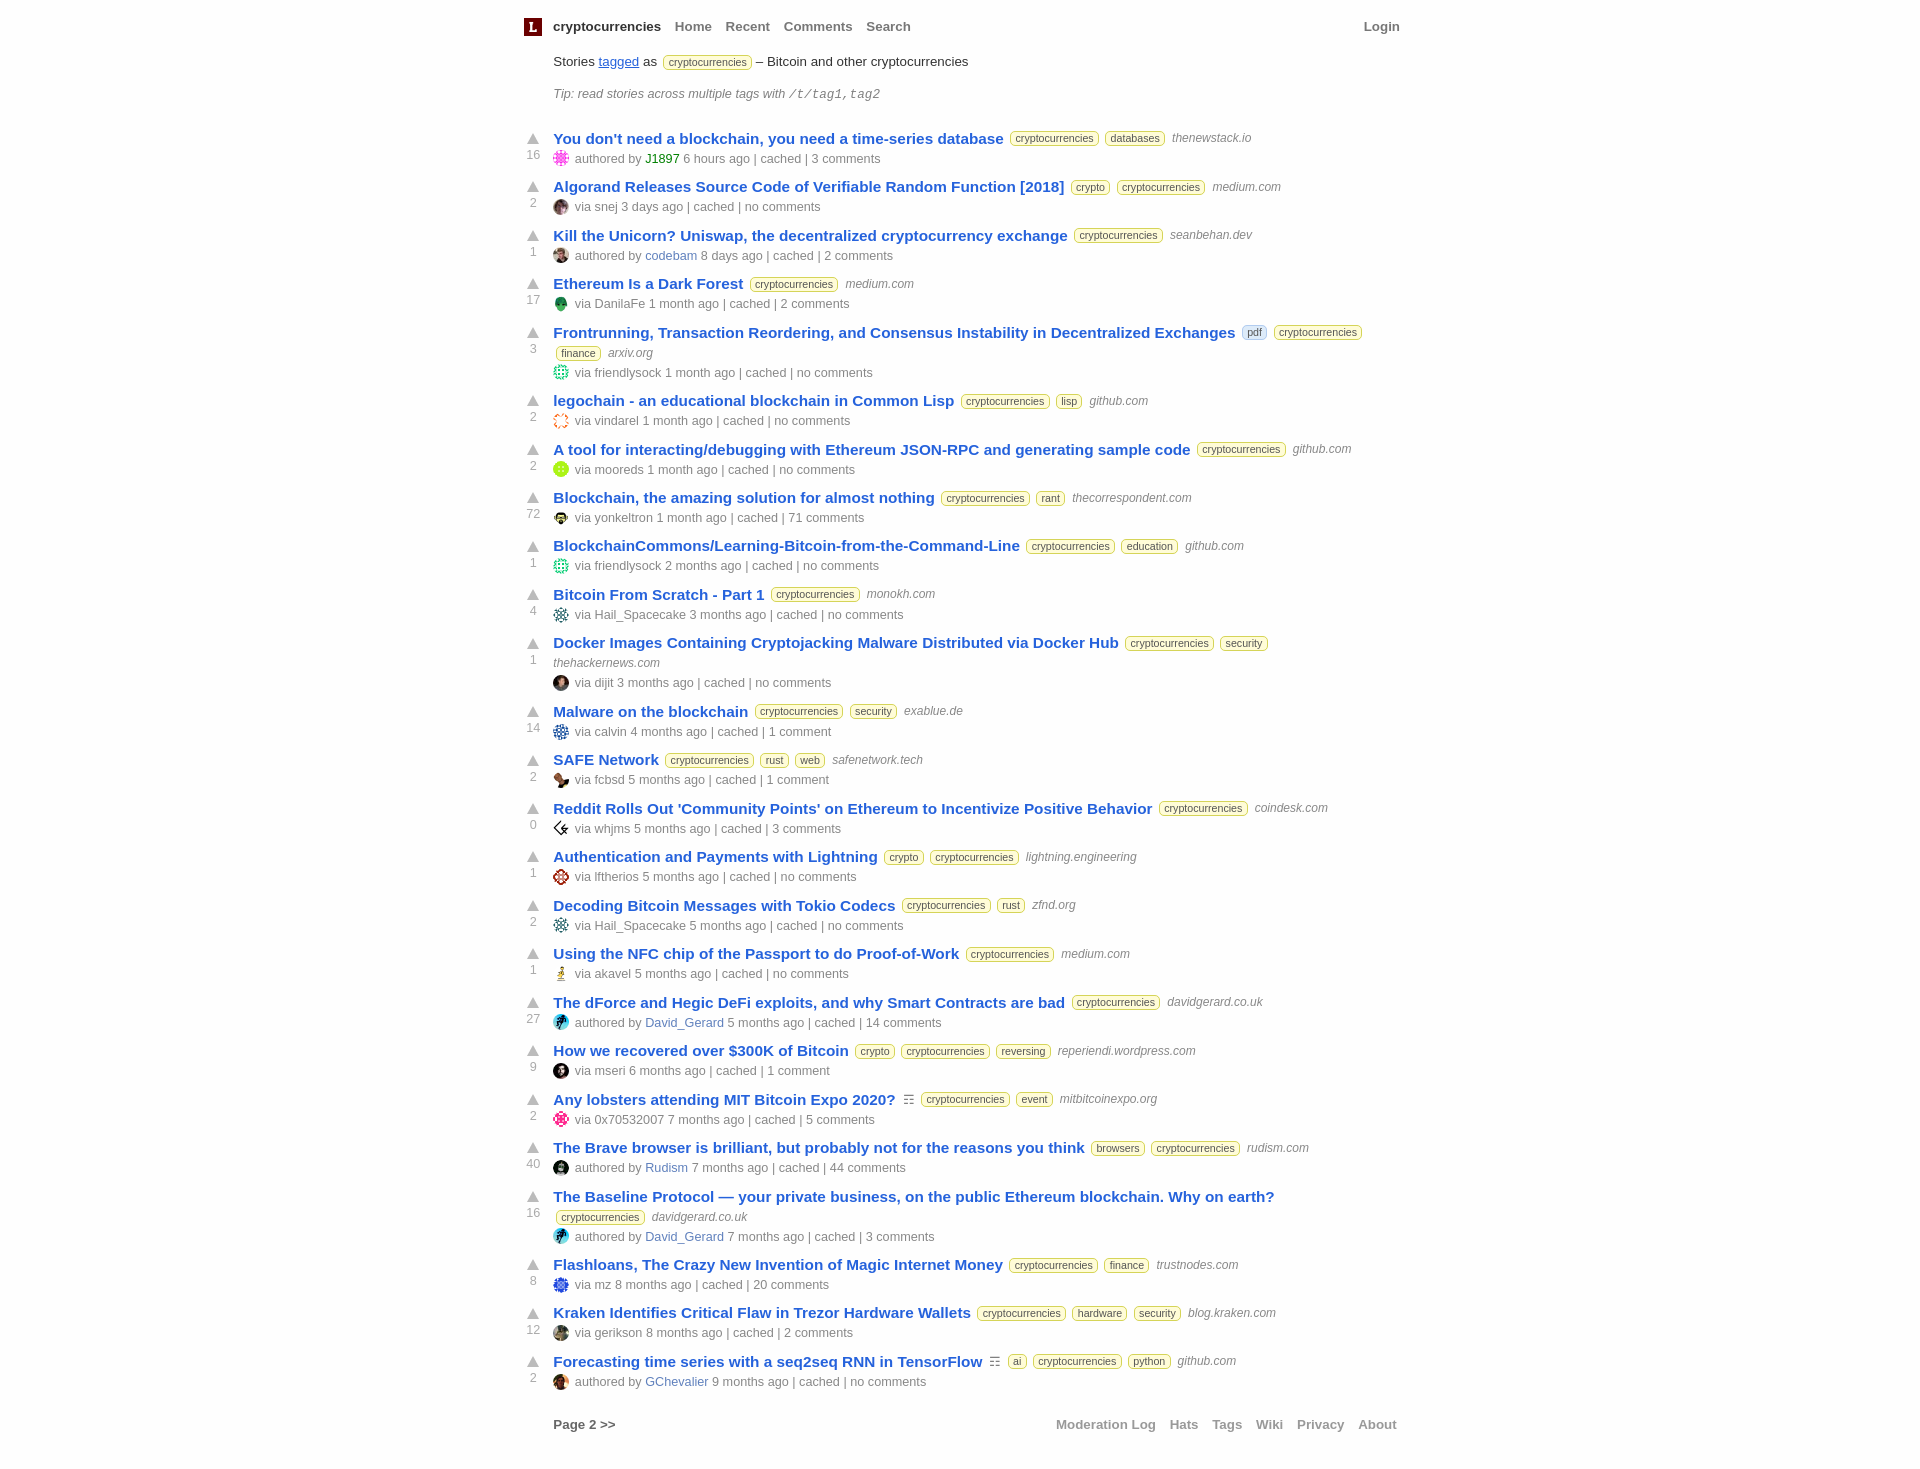 L cryptocurrencies Home Recent Comments Search Login
Stories tagged as cryptocurrencies – Bitcoin and other cryptocurrencies
Tip: read stories across multiple tags with /t/tag1,tag2
You don't need a blockchain, you need a time-series database cryptocurrencies databases thenewstack.io
16 authored by J1897 6 hours ago | cached | 3 comments
Algorand Releases Source Code of Verifiable Random Function [2018] crypto cryptocurrencies medium.com
2 via snej 3 days ago | cached | no comments
Kill the Unicorn? Uniswap, the decentralized cryptocurrency exchange cryptocurrencies seanbehan.dev
1 authored by codebam 8 days ago | cached | 2 comments
Ethereum Is a Dark Forest cryptocurrencies medium.com
17 via DanilaFe 1 month ago | cached | 2 comments
Frontrunning, Transaction Reordering, and Consensus Instability in Decentralized Exchanges pdf cryptocurrencies
3 finance arxiv.org
via friendlysock 1 month ago | cached | no comments
legochain - an educational blockchain in Common Lisp cryptocurrencies lisp github.com
2 via vindarel 1 month ago | cached | no comments
A tool for interacting/debugging with Ethereum JSON-RPC and generating sample code cryptocurrencies github.com
2 via mooreds 1 month ago | cached | no comments
Blockchain, the amazing solution for almost nothing cryptocurrencies rant thecorrespondent.com
72 via yonkeltron 1 month ago | cached | 71 comments
BlockchainCommons/Learning-Bitcoin-from-the-Command-Line cryptocurrencies education github.com
1 via friendlysock 2 months ago | cached | no comments
Bitcoin From Scratch - Part 1 cryptocurrencies monokh.com
4 via Hail_Spacecake 3 months ago | cached | no comments
Docker Images Containing Cryptojacking Malware Distributed via Docker Hub cryptocurrencies security
1 thehackernews.com
via dijit 3 months ago | cached | no comments
Malware on the blockchain cryptocurrencies security exablue.de
14 via calvin 4 months ago | cached | 1 comment
SAFE Network cryptocurrencies rust web safenetwork.tech
2 via fcbsd 5 months ago | cached | 1 comment
Reddit Rolls Out 'Community Points' on Ethereum to Incentivize Positive Behavior cryptocurrencies coindesk.com
0 via whjms 5 months ago | cached | 3 comments
Authentication and Payments with Lightning crypto cryptocurrencies lightning.engineering
1 via lftherios 5 months ago | cached | no comments
Decoding Bitcoin Messages with Tokio Codecs cryptocurrencies rust zfnd.org
2 via Hail_Spacecake 5 months ago | cached | no comments
Using the NFC chip of the Passport to do Proof-of-Work cryptocurrencies medium.com
1 via akavel 5 months ago | cached | no comments
The dForce and Hegic DeFi exploits, and why Smart Contracts are bad cryptocurrencies davidgerard.co.uk
27 authored by David_Gerard 5 months ago | cached | 14 comments
How we recovered over $300K of Bitcoin crypto cryptocurrencies reversing reperiendi.wordpress.com
9 via mseri 6 months ago | cached | 1 comment
Any lobsters attending MIT Bitcoin Expo 2020? ☶ cryptocurrencies event mitbitcoinexpo.org
2 via 0x70532007 7 months ago | cached | 5 comments
The Brave browser is brilliant, but probably not for the reasons you think browsers cryptocurrencies rudism.com
40 authored by Rudism 7 months ago | cached | 44 comments
The Baseline Protocol — your private business, on the public Ethereum blockchain. Why on earth?
16 cryptocurrencies davidgerard.co.uk
authored by David_Gerard 7 months ago | cached | 3 comments
Flashloans, The Crazy New Invention of Magic Internet Money cryptocurrencies finance trustnodes.com
8 via mz 8 months ago | cached | 20 comments
Kraken Identifies Critical Flaw in Trezor Hardware Wallets cryptocurrencies hardware security blog.kraken.com
12 via gerikson 8 months ago | cached | 2 comments
Forecasting time series with a seq2seq RNN in TensorFlow ☶ ai cryptocurrencies python github.com
2 authored by GChevalier 9 months ago | cached | no comments
Page 2 >> Moderation Log Hats Tags Wiki Privacy About